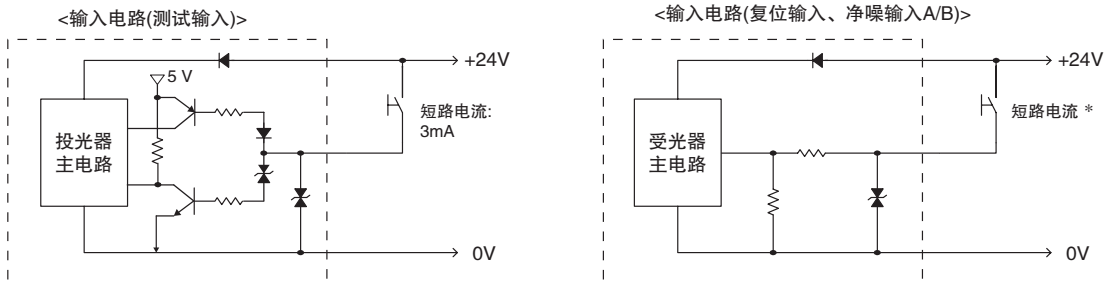 <输入电路(测试输入)>
+24V
5 V
投光器
主电路
短路电流:
3mA
0V
<输入电路(复位输入、净噪输入A/B)>
+24V
受光器
主电路
短路电流 *
0V